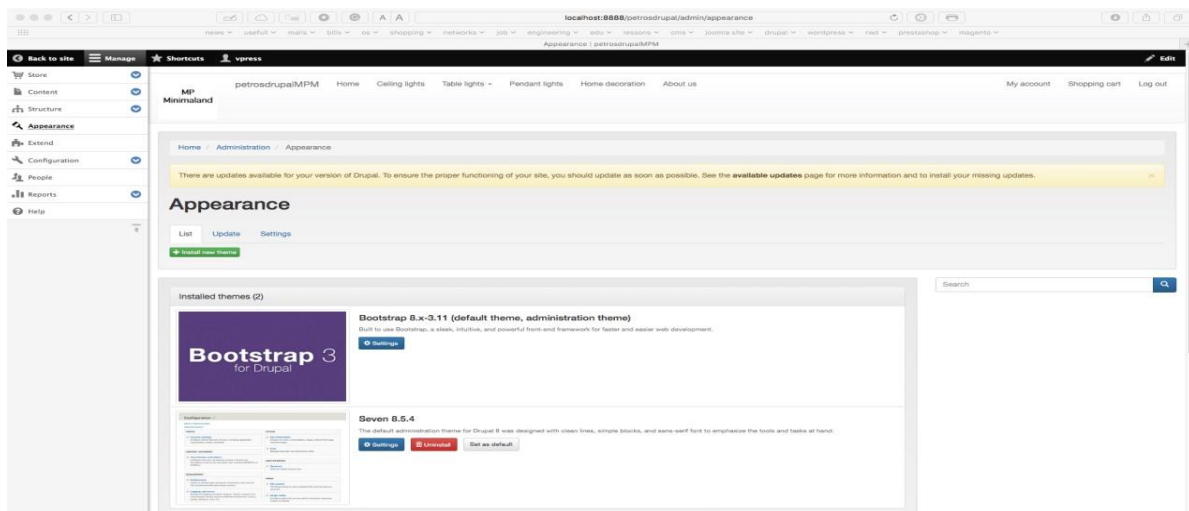 localhost:8888/petrosdrupal/admin/appearance
news usefull mails bills os shopping networks job engineering edu lessons cms joomla site drupal wordpress rwd prestashop magento
Appearance | petrosdrupalMPM
Back to site Manage Shortcuts vpress Edit
Store
Content
Structure
Appearance
Extend
Configuration
People
Reports
Help
MP
Minimaland
petrosdrupalMPM Home Ceiling lights Table lights Pendant lights Home decoration About us My account Shopping cart Log out
Home / Administration / Appearance
There are updates available for your version of Drupal. To ensure the proper functioning of your site, you should update as soon as possible. See the available updates page for more information and to install your missing updates.
Appearance
List Update Settings
+ Install new theme
Search
Installed themes (2)
Bootstrap 3
for Drupal
Bootstrap 8.x-3.11 (default theme, administration theme)
Built to use Bootstrap, a sleek, intuitive, and powerful front-end framework for faster and easier web development.
Settings
Seven 8.5.4
The default administration theme for Drupal 8 was designed with clean lines, simple blocks, and sans-serif font to emphasize the tools and tasks at hand.
Settings Uninstall Set as default